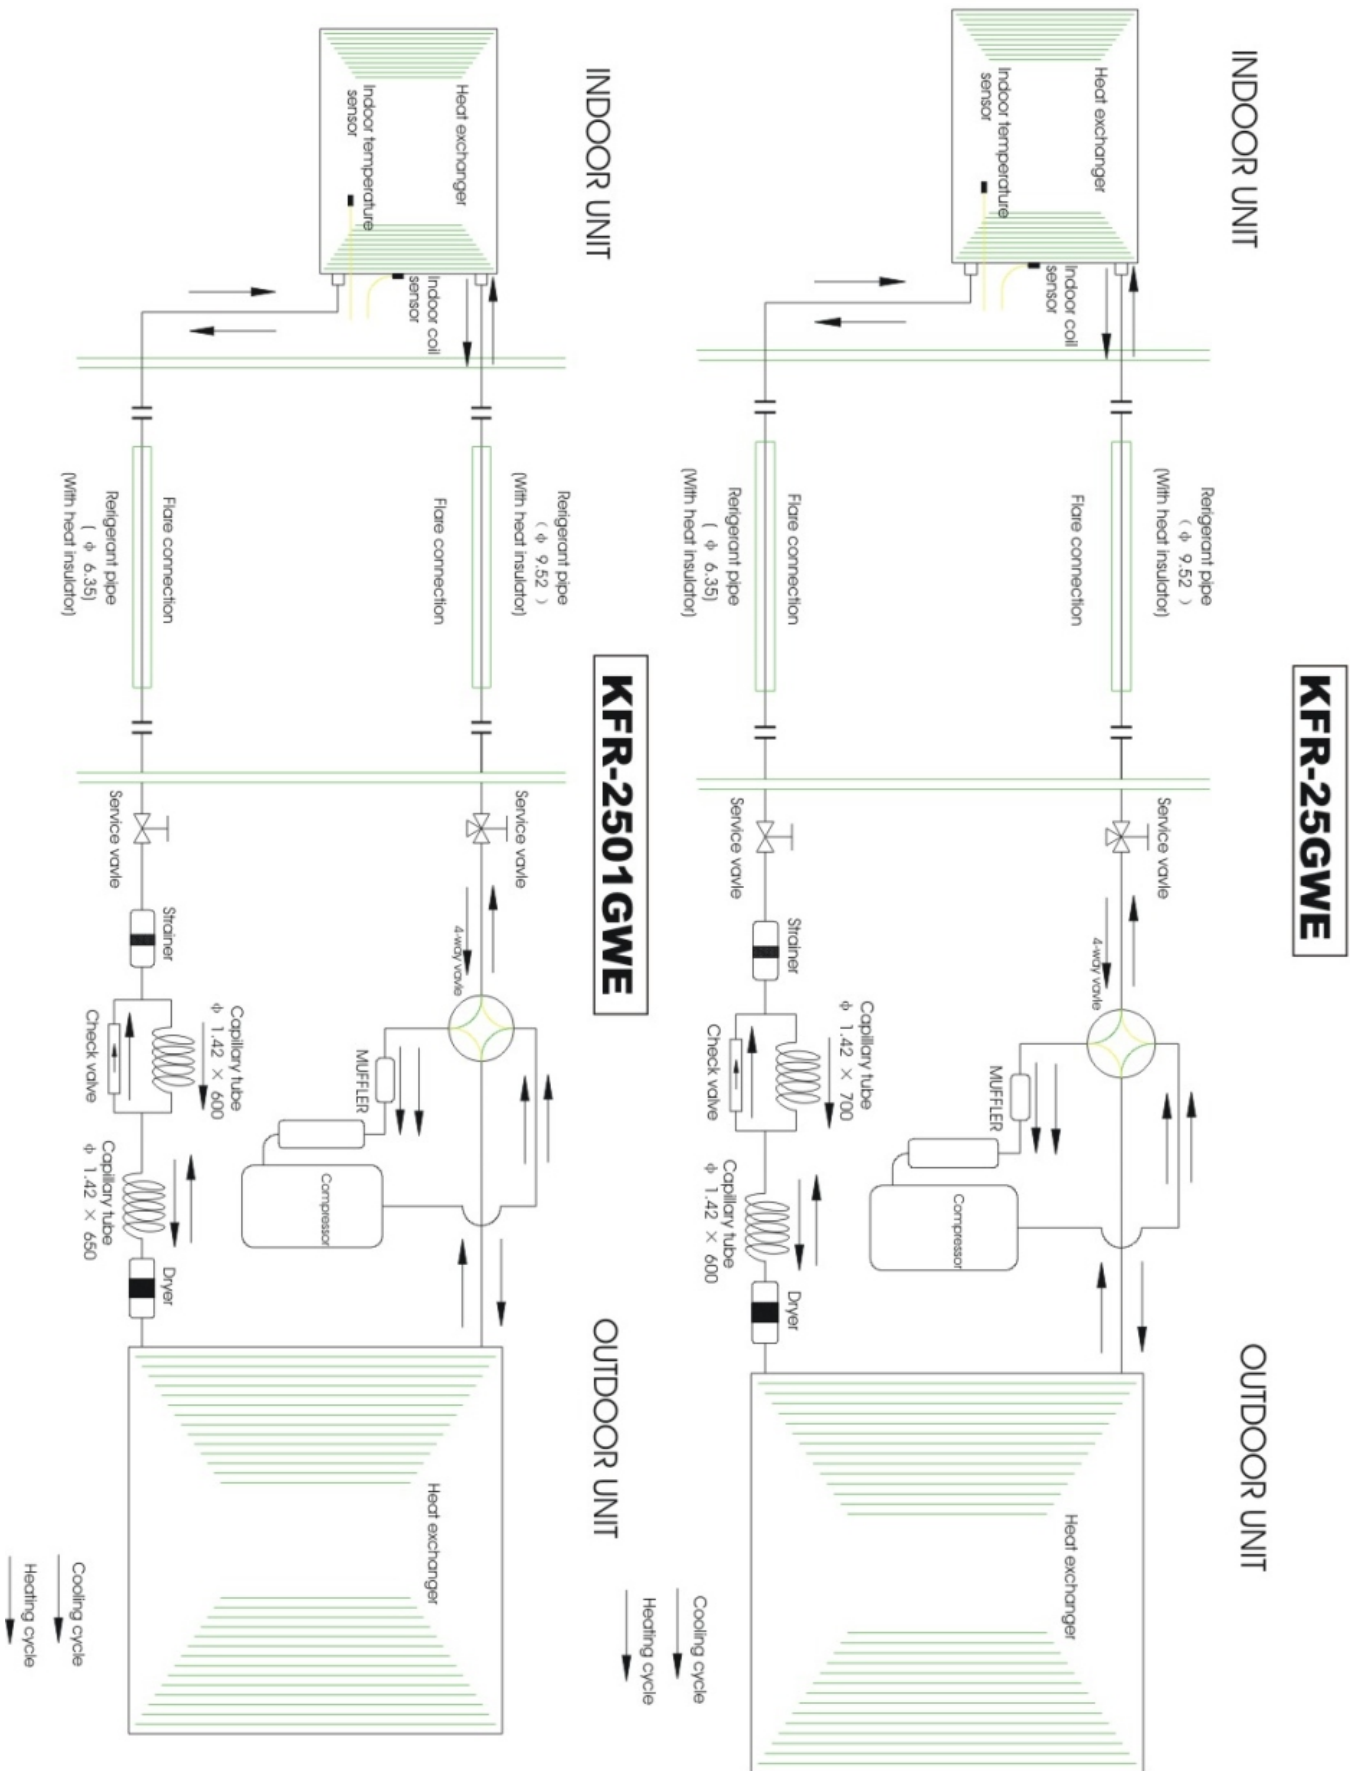 KFR-25GWE
INDOOR UNIT
OUTDOOR UNIT
Heat exchanger
Indoor temperature
sensor
Indoor coil
sensor
Rerigerant pipe
( ϕ 9.52 )
(With heat insulator)
Flare connection
Flare connection
Rerigerant pipe
( ϕ 6.35)
(With heat insulator)
Service vavle
4-way vavle
MUFFLER
Compressor
Service vavle
Strainer
Capillary tube
ϕ 1.42 × 700
Check valve
Capillary tube
ϕ 1.42 × 600
Dryer
Heat exchanger
Cooling cycle
Heating cycle
KFR-2501GWE
INDOOR UNIT
OUTDOOR UNIT
Heat exchanger
Indoor temperature
sensor
Indoor coil
sensor
Rerigerant pipe
( ϕ 9.52 )
(With heat insulator)
Flare connection
Flare connection
Rerigerant pipe
( ϕ 6.35)
(With heat insulator)
Service vavle
4-way vavle
MUFFLER
Compressor
Service vavle
Strainer
Capillary tube
ϕ 1.42 × 600
Check valve
Capillary tube
ϕ 1.42 × 650
Dryer
Heat exchanger
Cooling cycle
Heating cycle